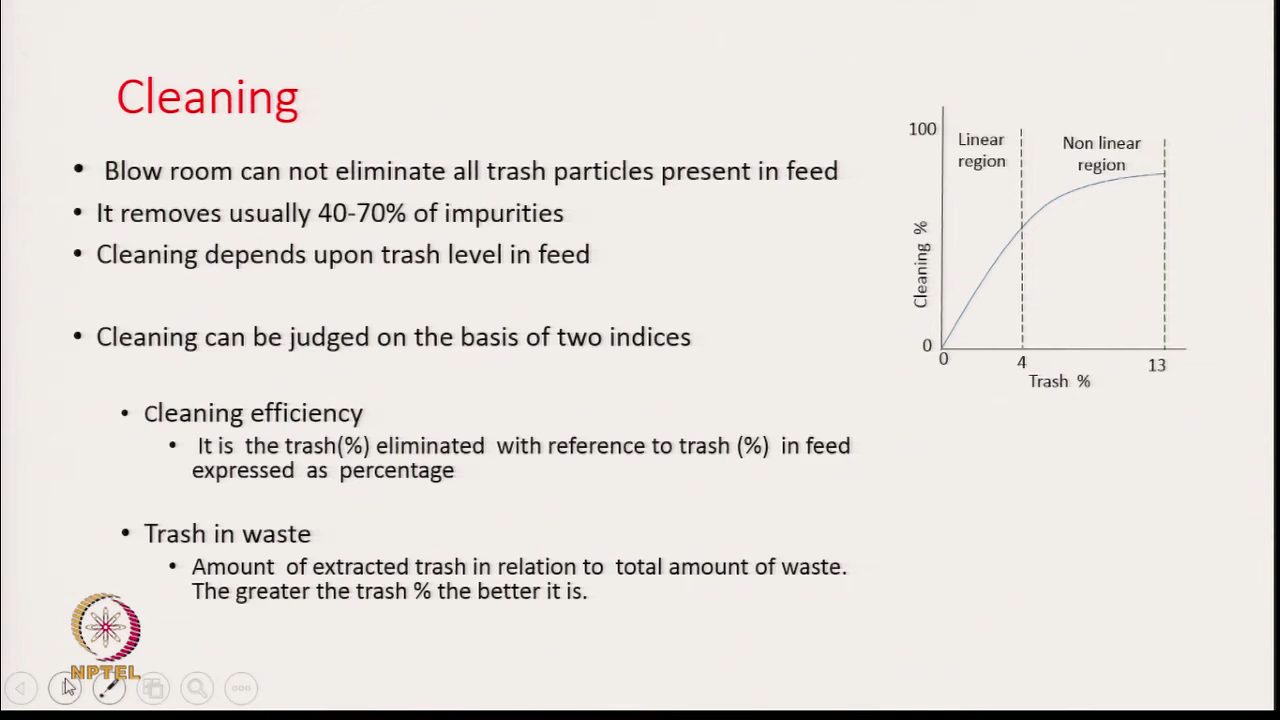 Cleaning
• Blow room can not eliminate all trash particles present in feed
• It removes usually 40-70% of impurities
• Cleaning depends upon trash level in feed
• Cleaning can be judged on the basis of two indices
• Cleaning efficiency
• It is the trash(%) eliminated with reference to trash (%) in feed
expressed as percentage
• Trash in waste
• Amount of extracted trash in relation to total amount of waste.
The greater the trash % the better it is.
100
Linear
region
Non linear
region
Cleaning %
0
0
4
13
Trash %
NPTEL